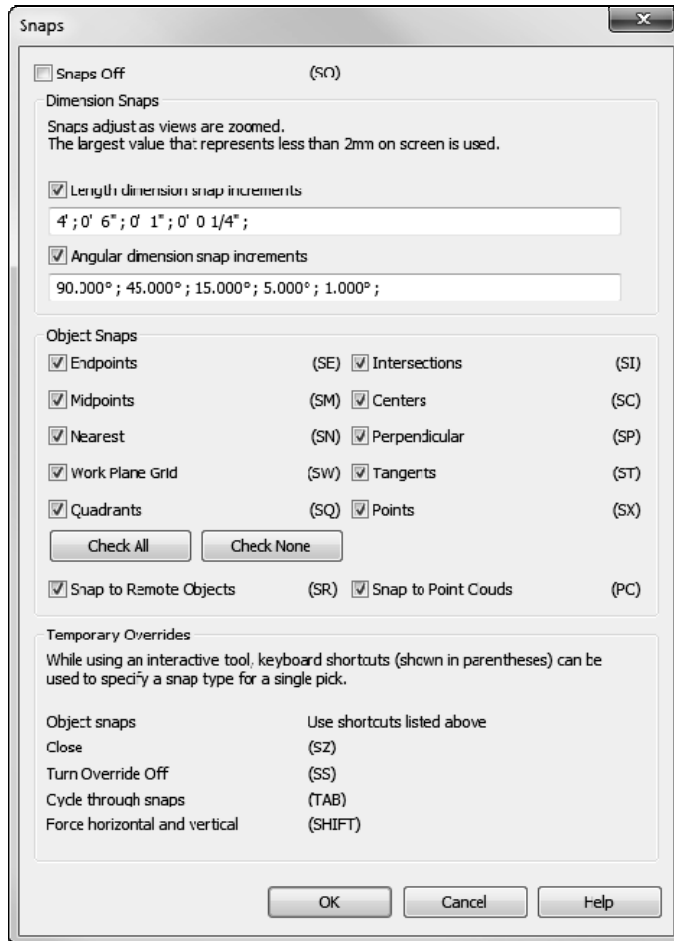 Snaps
Snaps Off (SO)
Dimension Snaps
Snaps adjust as views are zoomed.
The largest value that represents less than 2mm on screen is used.
Length dimension snap increments
4' ; 0' 6" ; 0' 1" ; 0' 0 1/4" ;
Angular dimension snap increments
90.000° ; 45.000° ; 15.000° ; 5.000° ; 1.000° ;
Object Snaps
Endpoints (SE) Intersections (SI)
Midpoints (SM) Centers (SC)
Nearest (SN) Perpendicular (SP)
Work Plane Grid (SW) Tangents (ST)
Quadrants (SQ) Points (SX)
Check All Check None
Snap to Remote Objects (SR) Snap to Point Clouds (PC)
Temporary Overrides
While using an interactive tool, keyboard shortcuts (shown in parentheses) can be
used to specify a snap type for a single pick.
Object snaps Use shortcuts listed above
Close (SZ)
Turn Override Off (SS)
Cycle through snaps (TAB)
Force horizontal and vertical (SHIFT)
OK Cancel Help